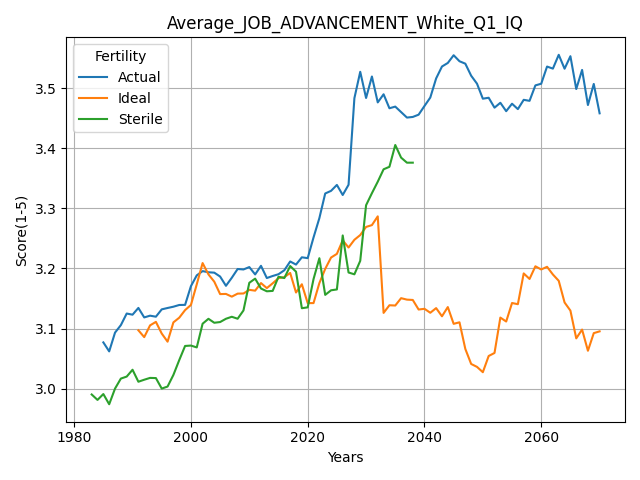 Average_JOB_ADVANCEMENT_White_Q1_IQ
Fertility
Actual
Ideal
Sterile
3.5
3.4
3.3
3.2
3.1
3.0
Score(1-5)
1980 2000 2020 2040 2060
Years